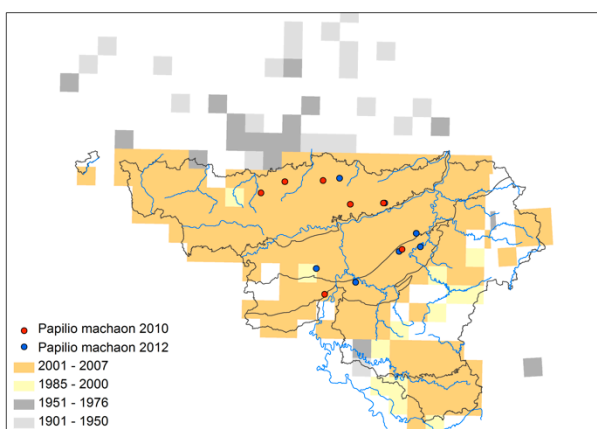 Papilio machaon 2010
Papilio machaon 2012
2001 - 2007
1985 - 2000
1951 - 1976
1901 - 1950